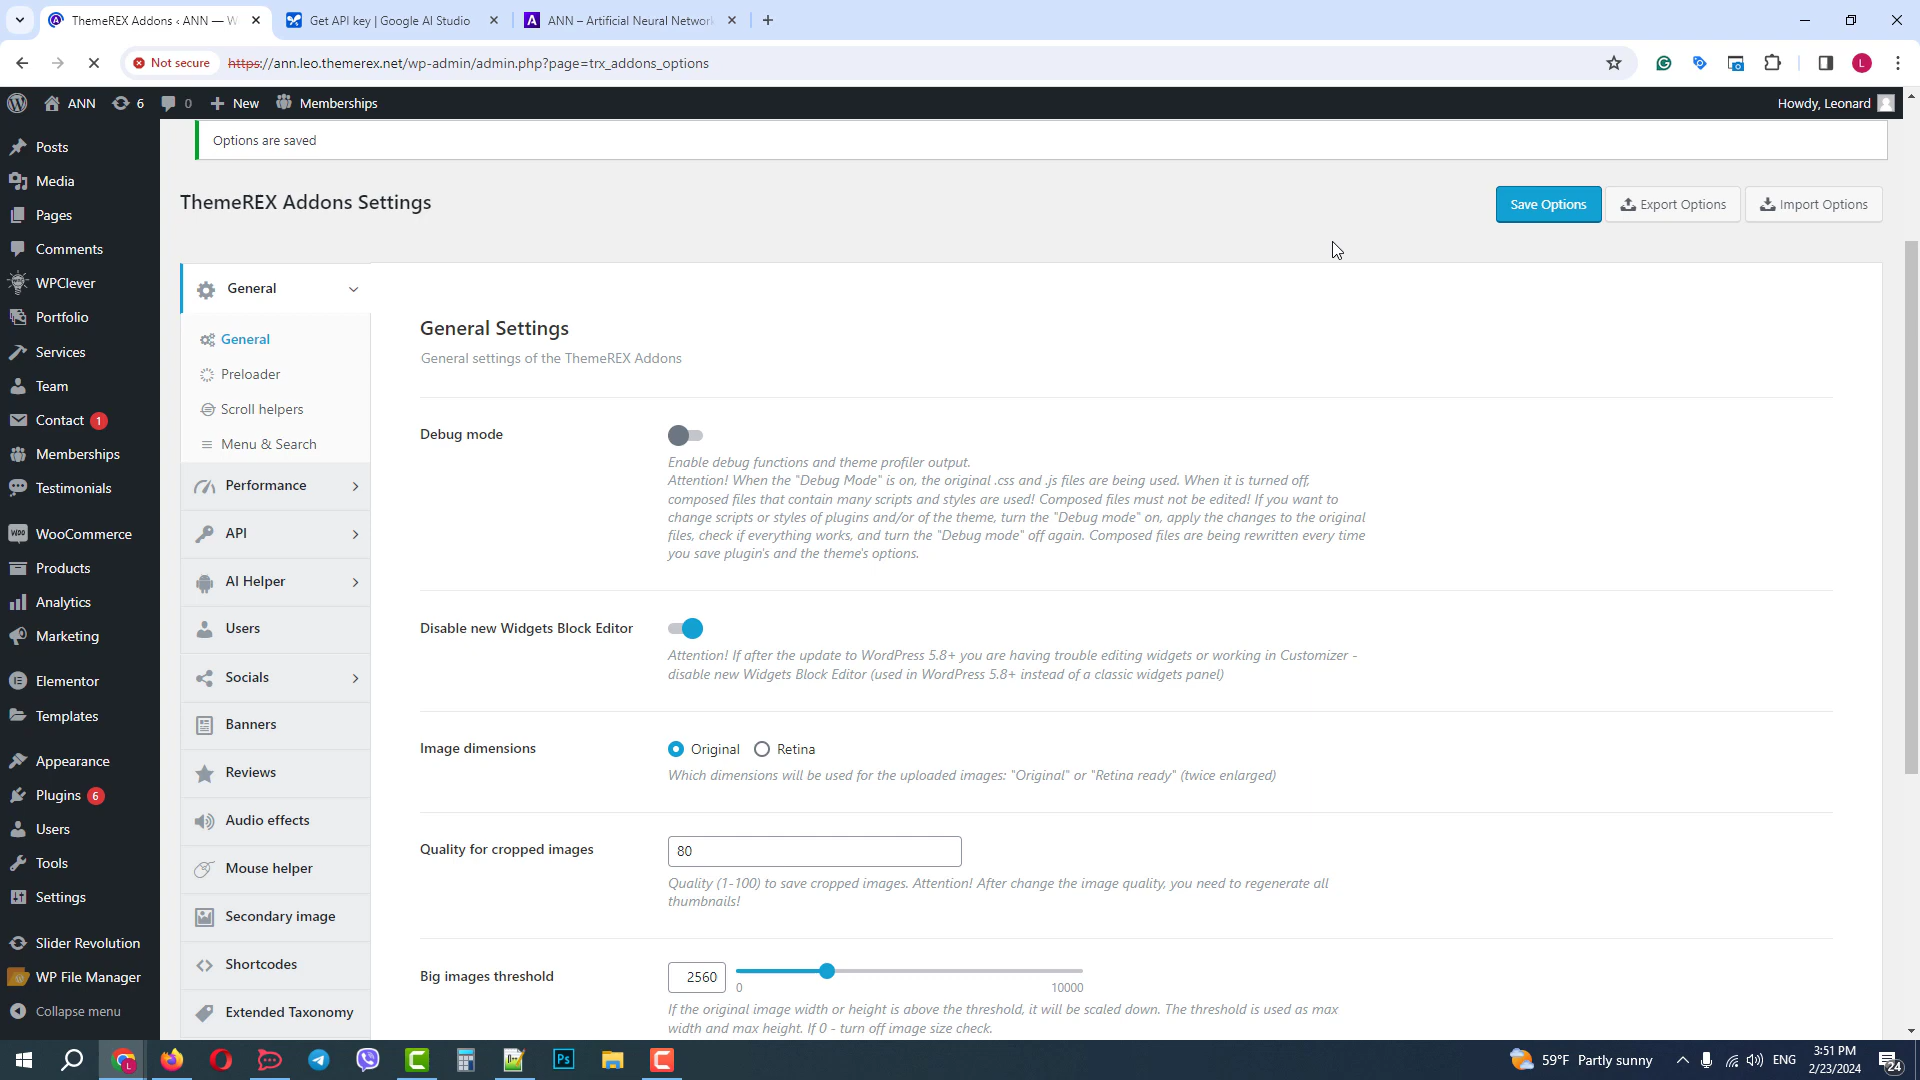 ThemeREX Addons ‹ ANN — W
Get API key | Google AI Studio
ANN – Artificial Neural Network
Not secure
https://ann.leo.themerex.net/wp-admin/admin.php?page=trx_addons_options
L
ANN
6
0
New
Memberships
Howdy, Leonard
Posts
Media
Pages
Comments
WPClever
Portfolio
Services
Team
Contact 1
Memberships
Testimonials
WooCommerce
Products
Analytics
Marketing
Elementor
Templates
Appearance
Plugins 6
Users
Tools
Settings
Slider Revolution
WP File Manager
Collapse menu
Options are saved
ThemeREX Addons Settings
Save Options
Export Options
Import Options
General
General
Preloader
Scroll helpers
Menu & Search
Performance
API
AI Helper
Users
Socials
Banners
Reviews
Audio effects
Mouse helper
Secondary image
Shortcodes
Extended Taxonomy
General Settings
General settings of the ThemeREX Addons
Debug mode
Enable debug functions and theme profiler output.
Attention! When the "Debug Mode" is on, the original .css and .js files are being used. When it is turned off,
composed files that contain many scripts and styles are used! Composed files must not be edited! If you want to
change scripts or styles of plugins and/or of the theme, turn the "Debug mode" on, apply the changes to the original
files, check if everything works, and turn the "Debug mode" off again. Composed files are being rewritten every time
you save plugin's and the theme's options.
Disable new Widgets Block Editor
Attention! If after the update to WordPress 5.8+ you are having trouble editing widgets or working in Customizer -
disable new Widgets Block Editor (used in WordPress 5.8+ instead of a classic widgets panel)
Image dimensions
Original
Retina
Which dimensions will be used for the uploaded images: "Original" or "Retina ready" (twice enlarged)
Quality for cropped images
80
Quality (1-100) to save cropped images. Attention! After change the image quality, you need to regenerate all
thumbnails!
Big images threshold
2560
0
10000
If the original image width or height is above the threshold, it will be scaled down. The threshold is used as max
width and max height. If 0 - turn off image size check.
Ps
59°F Partly sunny
ENG
3:51 PM
2/23/2024
24